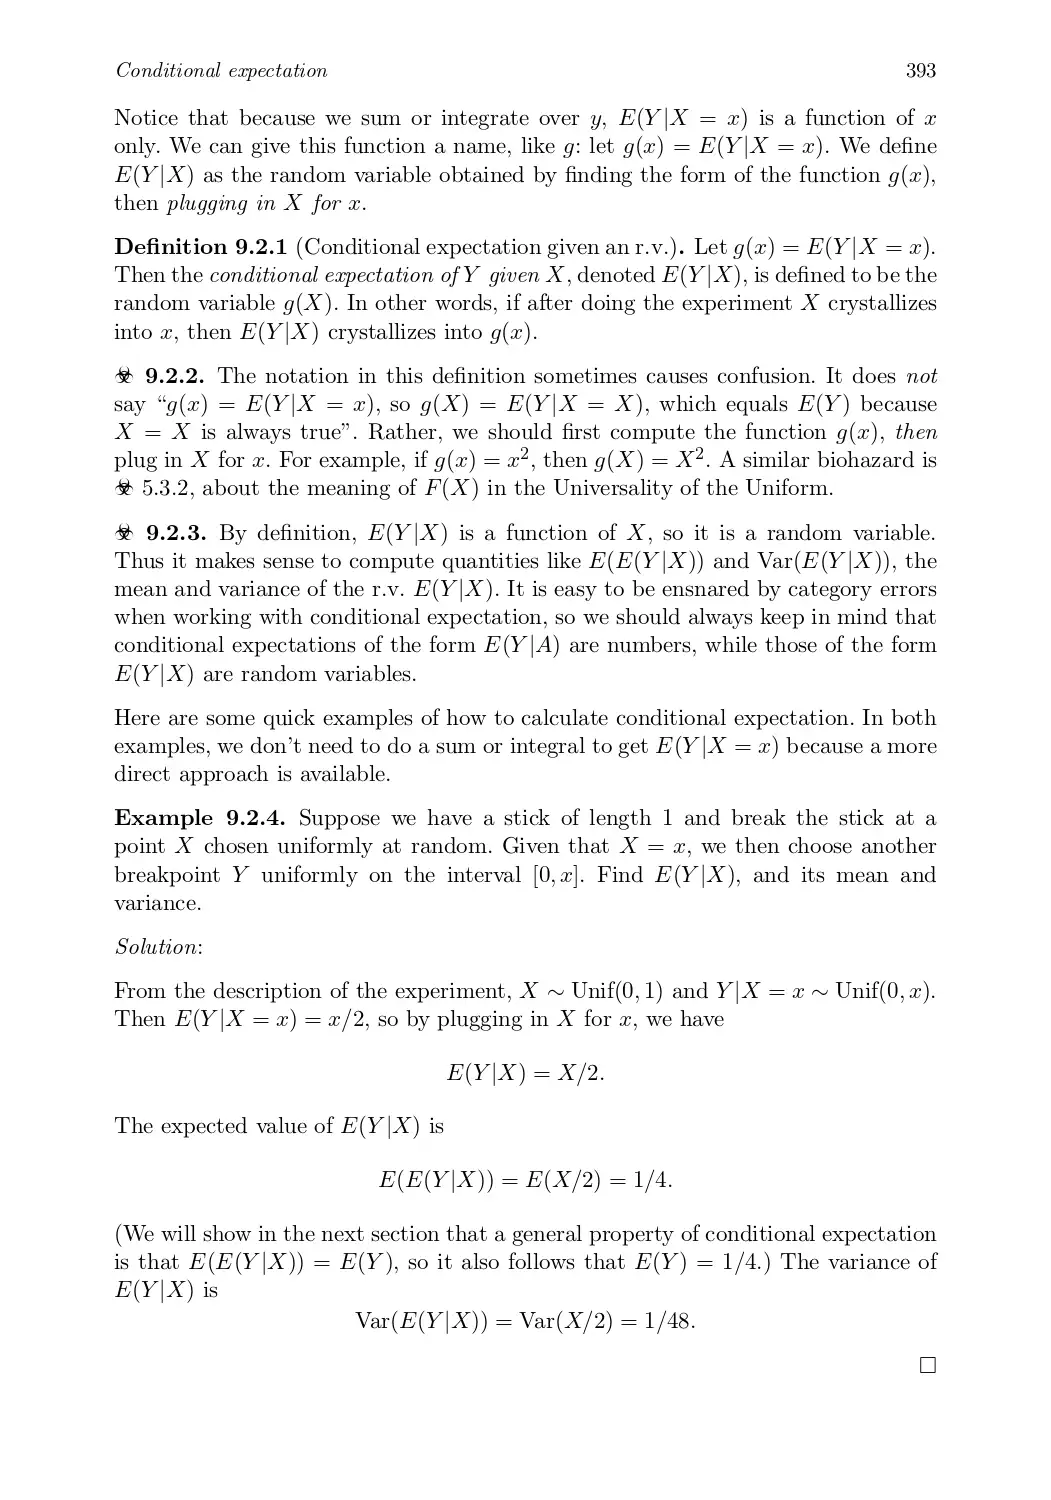 Conditional expectation 393
Notice that because we sum or integrate over y, E(Y|X = x) is a function of x
only. We can give this function a name, like g: let g(x) = E(Y|X = x). We define
E(Y|X) as the random variable obtained by finding the form of the function g(x),
then plugging in X for x.
Definition 9.2.1 (Conditional expectation given an r.v.). Let g(x) = E(Y|X = x).
Then the conditional expectation of Y given X, denoted E(Y|X), is defined to be the
random variable g(X). In other words, if after doing the experiment X crystallizes
into x, then E(Y|X) crystallizes into g(x).
☣ 9.2.2. The notation in this definition sometimes causes confusion. It does not
say “g(x) = E(Y|X = x), so g(X) = E(Y|X = X), which equals E(Y) because
X = X is always true”. Rather, we should first compute the function g(x), then
plug in X for x. For example, if g(x) = x², then g(X) = X². A similar biohazard is
☣ 5.3.2, about the meaning of F(X) in the Universality of the Uniform.
☣ 9.2.3. By definition, E(Y|X) is a function of X, so it is a random variable.
Thus it makes sense to compute quantities like E(E(Y|X)) and Var(E(Y|X)), the
mean and variance of the r.v. E(Y|X). It is easy to be ensnared by category errors
when working with conditional expectation, so we should always keep in mind that
conditional expectations of the form E(Y|A) are numbers, while those of the form
E(Y|X) are random variables.
Here are some quick examples of how to calculate conditional expectation. In both
examples, we don’t need to do a sum or integral to get E(Y|X = x) because a more
direct approach is available.
Example 9.2.4. Suppose we have a stick of length 1 and break the stick at a
point X chosen uniformly at random. Given that X = x, we then choose another
breakpoint Y uniformly on the interval [0, x]. Find E(Y|X), and its mean and
variance.
Solution:
From the description of the experiment, X ∼ Unif(0, 1) and Y|X = x ∼ Unif(0, x).
Then E(Y|X = x) = x/2, so by plugging in X for x, we have
E(Y|X) = X/2.
The expected value of E(Y|X) is
E(E(Y|X)) = E(X/2) = 1/4.
(We will show in the next section that a general property of conditional expectation
is that E(E(Y|X)) = E(Y), so it also follows that E(Y) = 1/4.) The variance of
E(Y|X) is
Var(E(Y|X)) = Var(X/2) = 1/48.
□